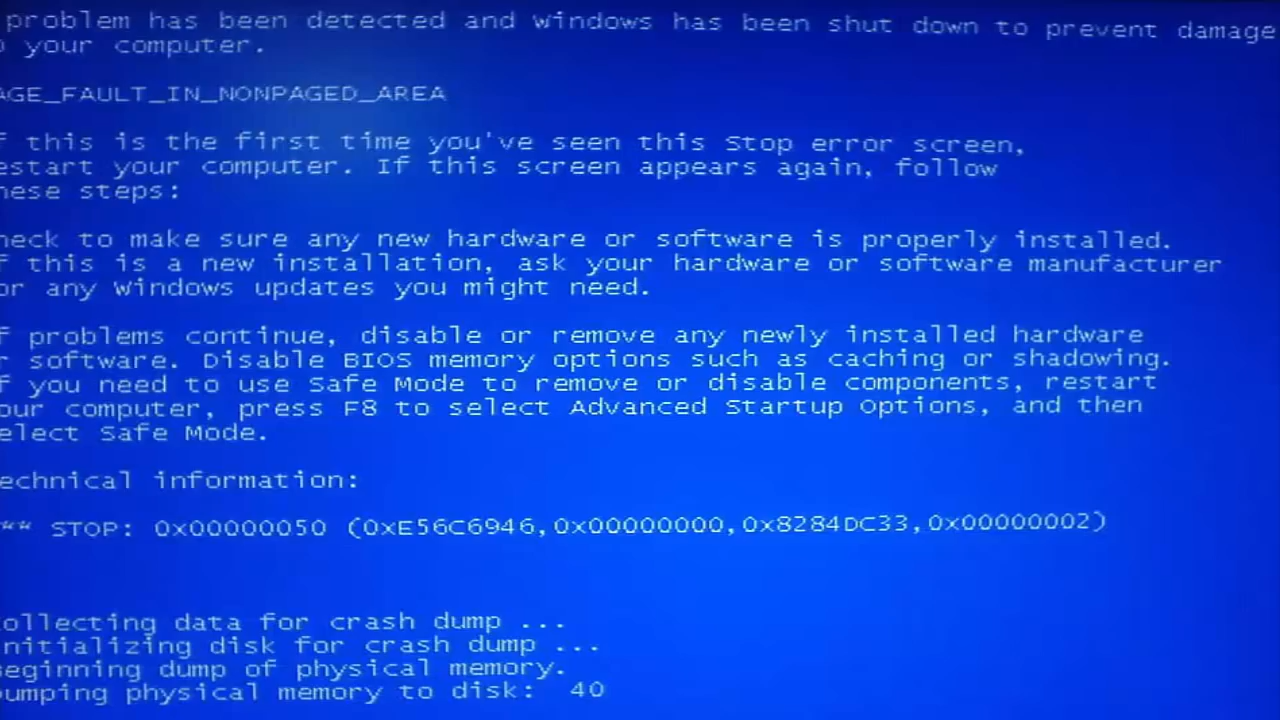 problem has been detected and windows has been shut down to prevent damage
o your computer.
AGE_FAULT_IN_NONPAGED_AREA
f this is the first time you've seen this Stop error screen,
estart your computer. If this screen appears again, follow
hese steps:
heck to make sure any new hardware or software is properly installed.
f this is a new installation, ask your hardware or software manufacturer
or any windows updates you might need.
f problems continue, disable or remove any newly installed hardware
r software. Disable BIOS memory options such as caching or shadowing.
f you need to use Safe Mode to remove or disable components, restart
our computer, press F8 to select Advanced Startup Options, and then
elect Safe Mode.
echnical information:
** STOP: 0x00000050 (0xE56C6946,0x00000000,0x8284DC33,0x00000002)
ollecting data for crash dump ...
nitializing disk for crash dump ...
eginning dump of physical memory.
umping physical memory to disk: 40